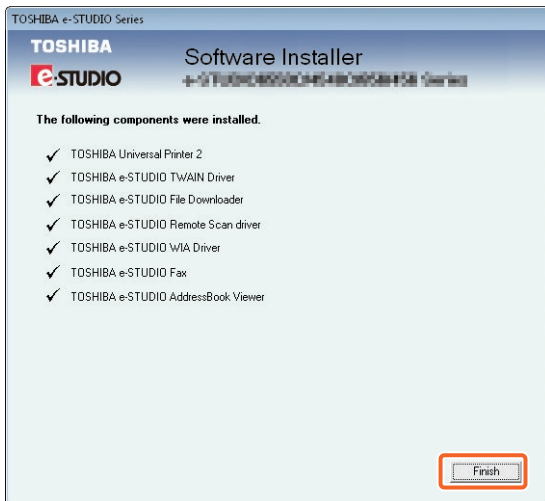 TOSHIBA e-STUDIO Series
TOSHIBA
e-STUDIO
Software Installer
Series
The following components were installed.
TOSHIBA Universal Printer 2
TOSHIBA e-STUDIO TWAIN Driver
TOSHIBA e-STUDIO File Downloader
TOSHIBA e-STUDIO Remote Scan driver
TOSHIBA e-STUDIO WIA Driver
TOSHIBA e-STUDIO Fax
TOSHIBA e-STUDIO AddressBook Viewer
Finish